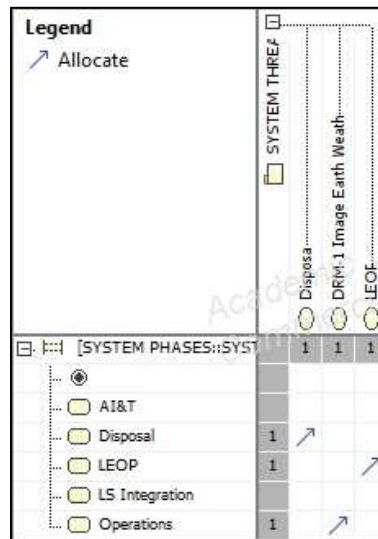 Legend
Allocate
SYSTEM THREA
Disposa
DRM-1 Image Earth Weath
LEOP
[SYSTEM PHASES::SYST
1 1 1
AI&T
Disposal 1
LEOP 1
LS Integration
Operations 1
Academic